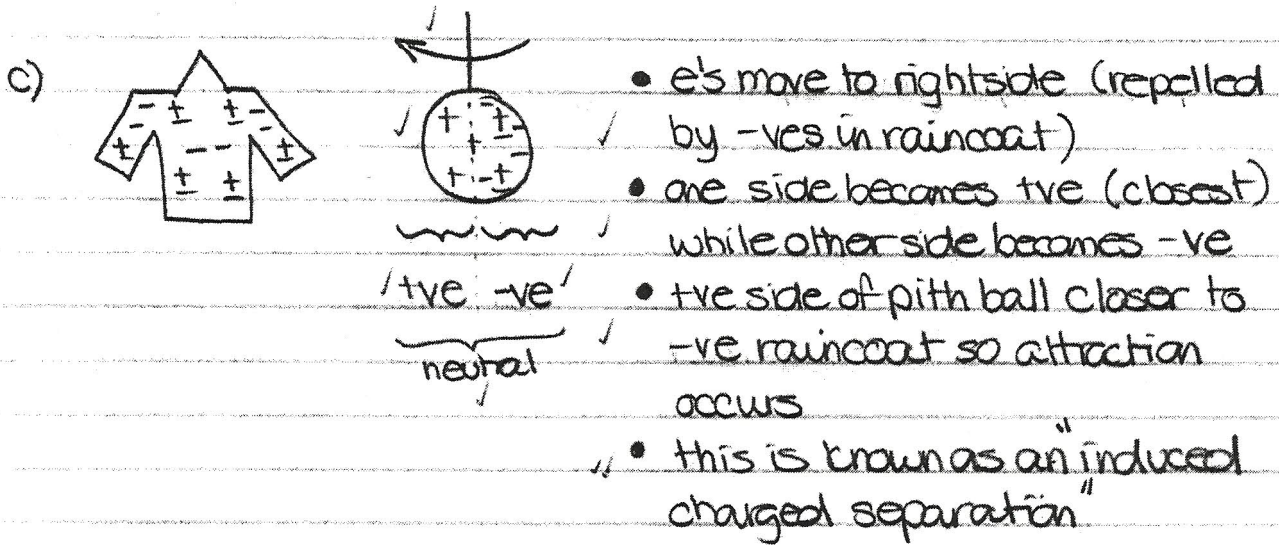 c)
• e's move to rightside (repelled
by -ves in raincoat)
• one side becomes +ve (closest)
while other side becomes -ve
• +ve side of pith ball closer to
-ve raincoat so attraction
occurs
• this is known as an "induced
charged separation"
+ve -ve
neutral